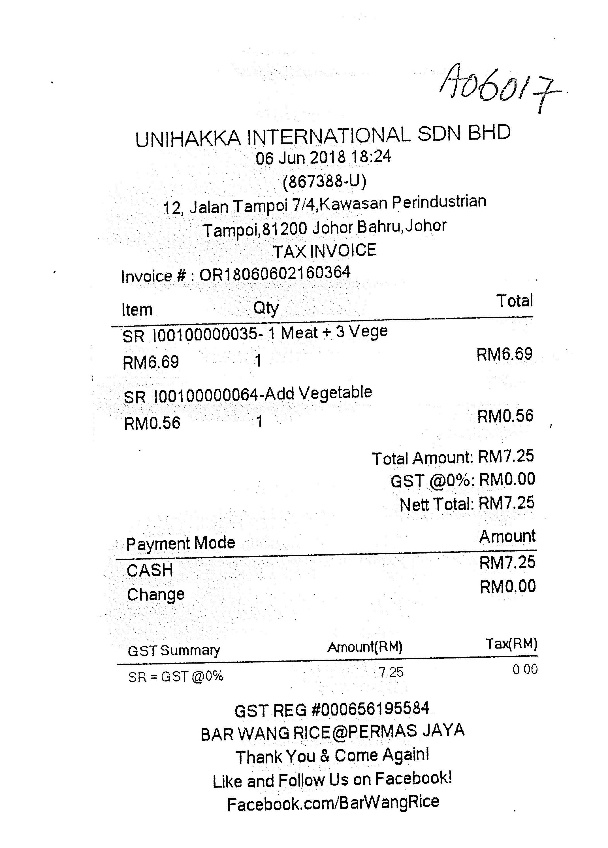 A06017
UNIHAKKA INTERNATIONAL SDN BHD
06 Jun 2018 18:24
(867388-U)
12, Jalan Tampoi 7/4,Kawasan Perindustrian
Tampoi,81200 Johor Bahru,Johor
TAX INVOICE
Invoice # : OR18060602160364
Item Qty Total
SR I00100000035- 1 Meat + 3 Vege
RM6.69 1 RM6.69
SR I00100000064-Add Vegetable
RM0.56 1 RM0.56
Total Amount: RM7.25
GST @0%: RM0.00
Nett Total: RM7.25
Payment Mode Amount
CASH RM7.25
Change RM0.00
GST Summary Amount(RM) Tax(RM)
SR = GST @0% 7.25 0.00
GST REG #000656195584
BAR WANG RICE@PERMAS JAYA
Thank You & Come Again!
Like and Follow Us on Facebook!
Facebook.com/BarWangRice